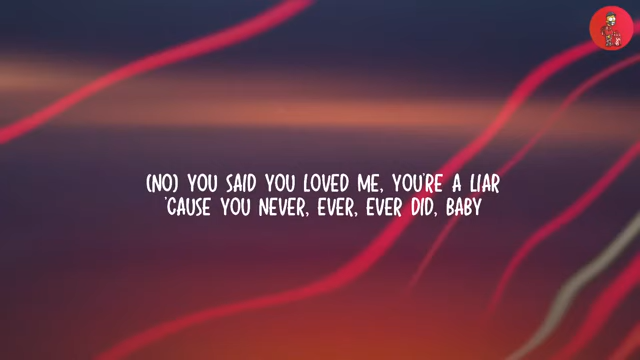 (NO) YOU SAID YOU LOVED ME, YOU'RE A LIAR
'CAUSE YOU NEVER, EVER, EVER DID, BABY